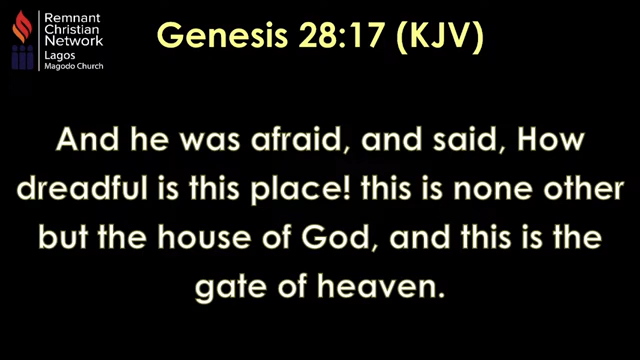 Remnant
Christian
Network
Lagos
Magodo Church
Genesis 28:17 (KJV)
And he was afraid, and said, How
dreadful is this place! this is none other
but the house of God, and this is the
gate of heaven.